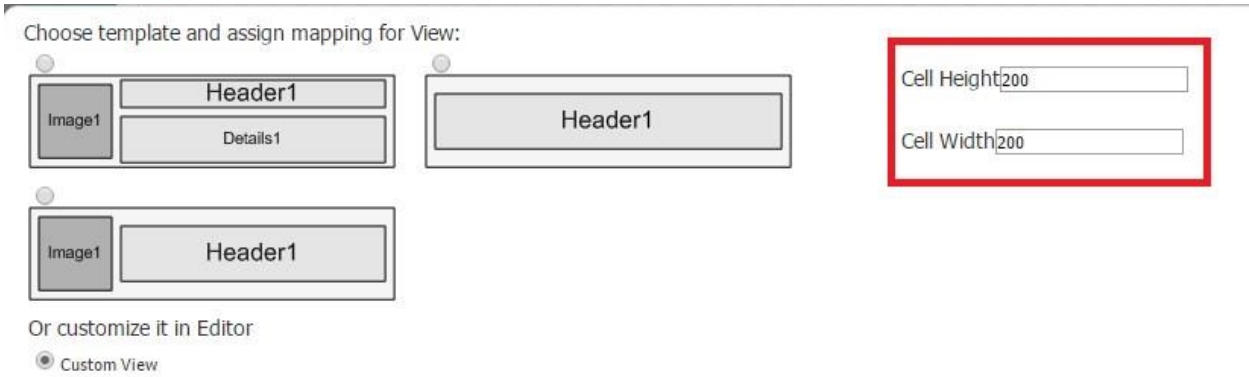 Choose template and assign mapping for View:
Header1
Image1
Details1
Header1
Cell Height 200
Cell Width 200
Image1
Header1
Or customize it in Editor
Custom View